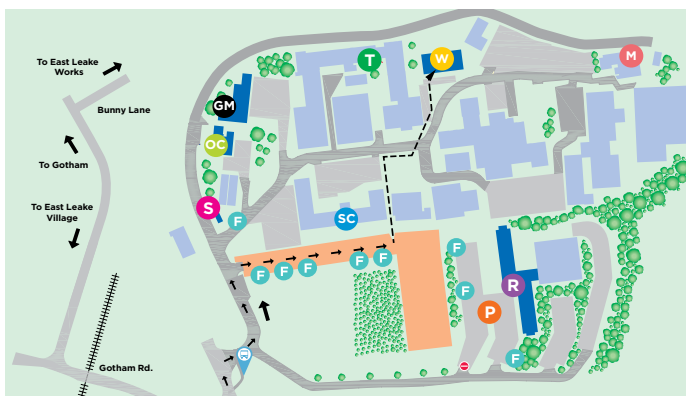 To East Leake
Works
Bunny Lane
To Gotham
To East Leake
Village
Gotham Rd.
T
W
M
GM
OC
S
F
SC
F
F
F
F
F
F
F
R
P
F